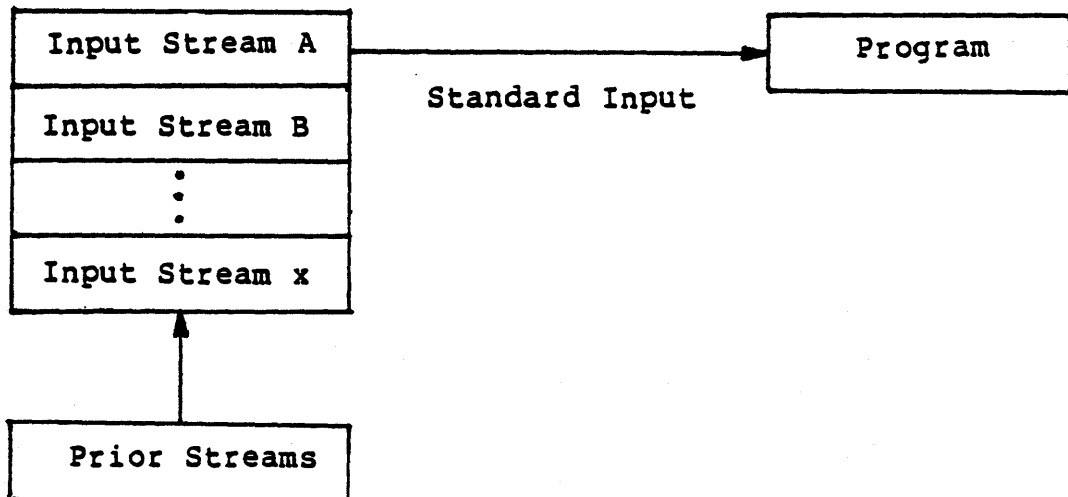 Input Stream A
Program
Standard Input
Input Stream B
Input Stream x
Prior Streams